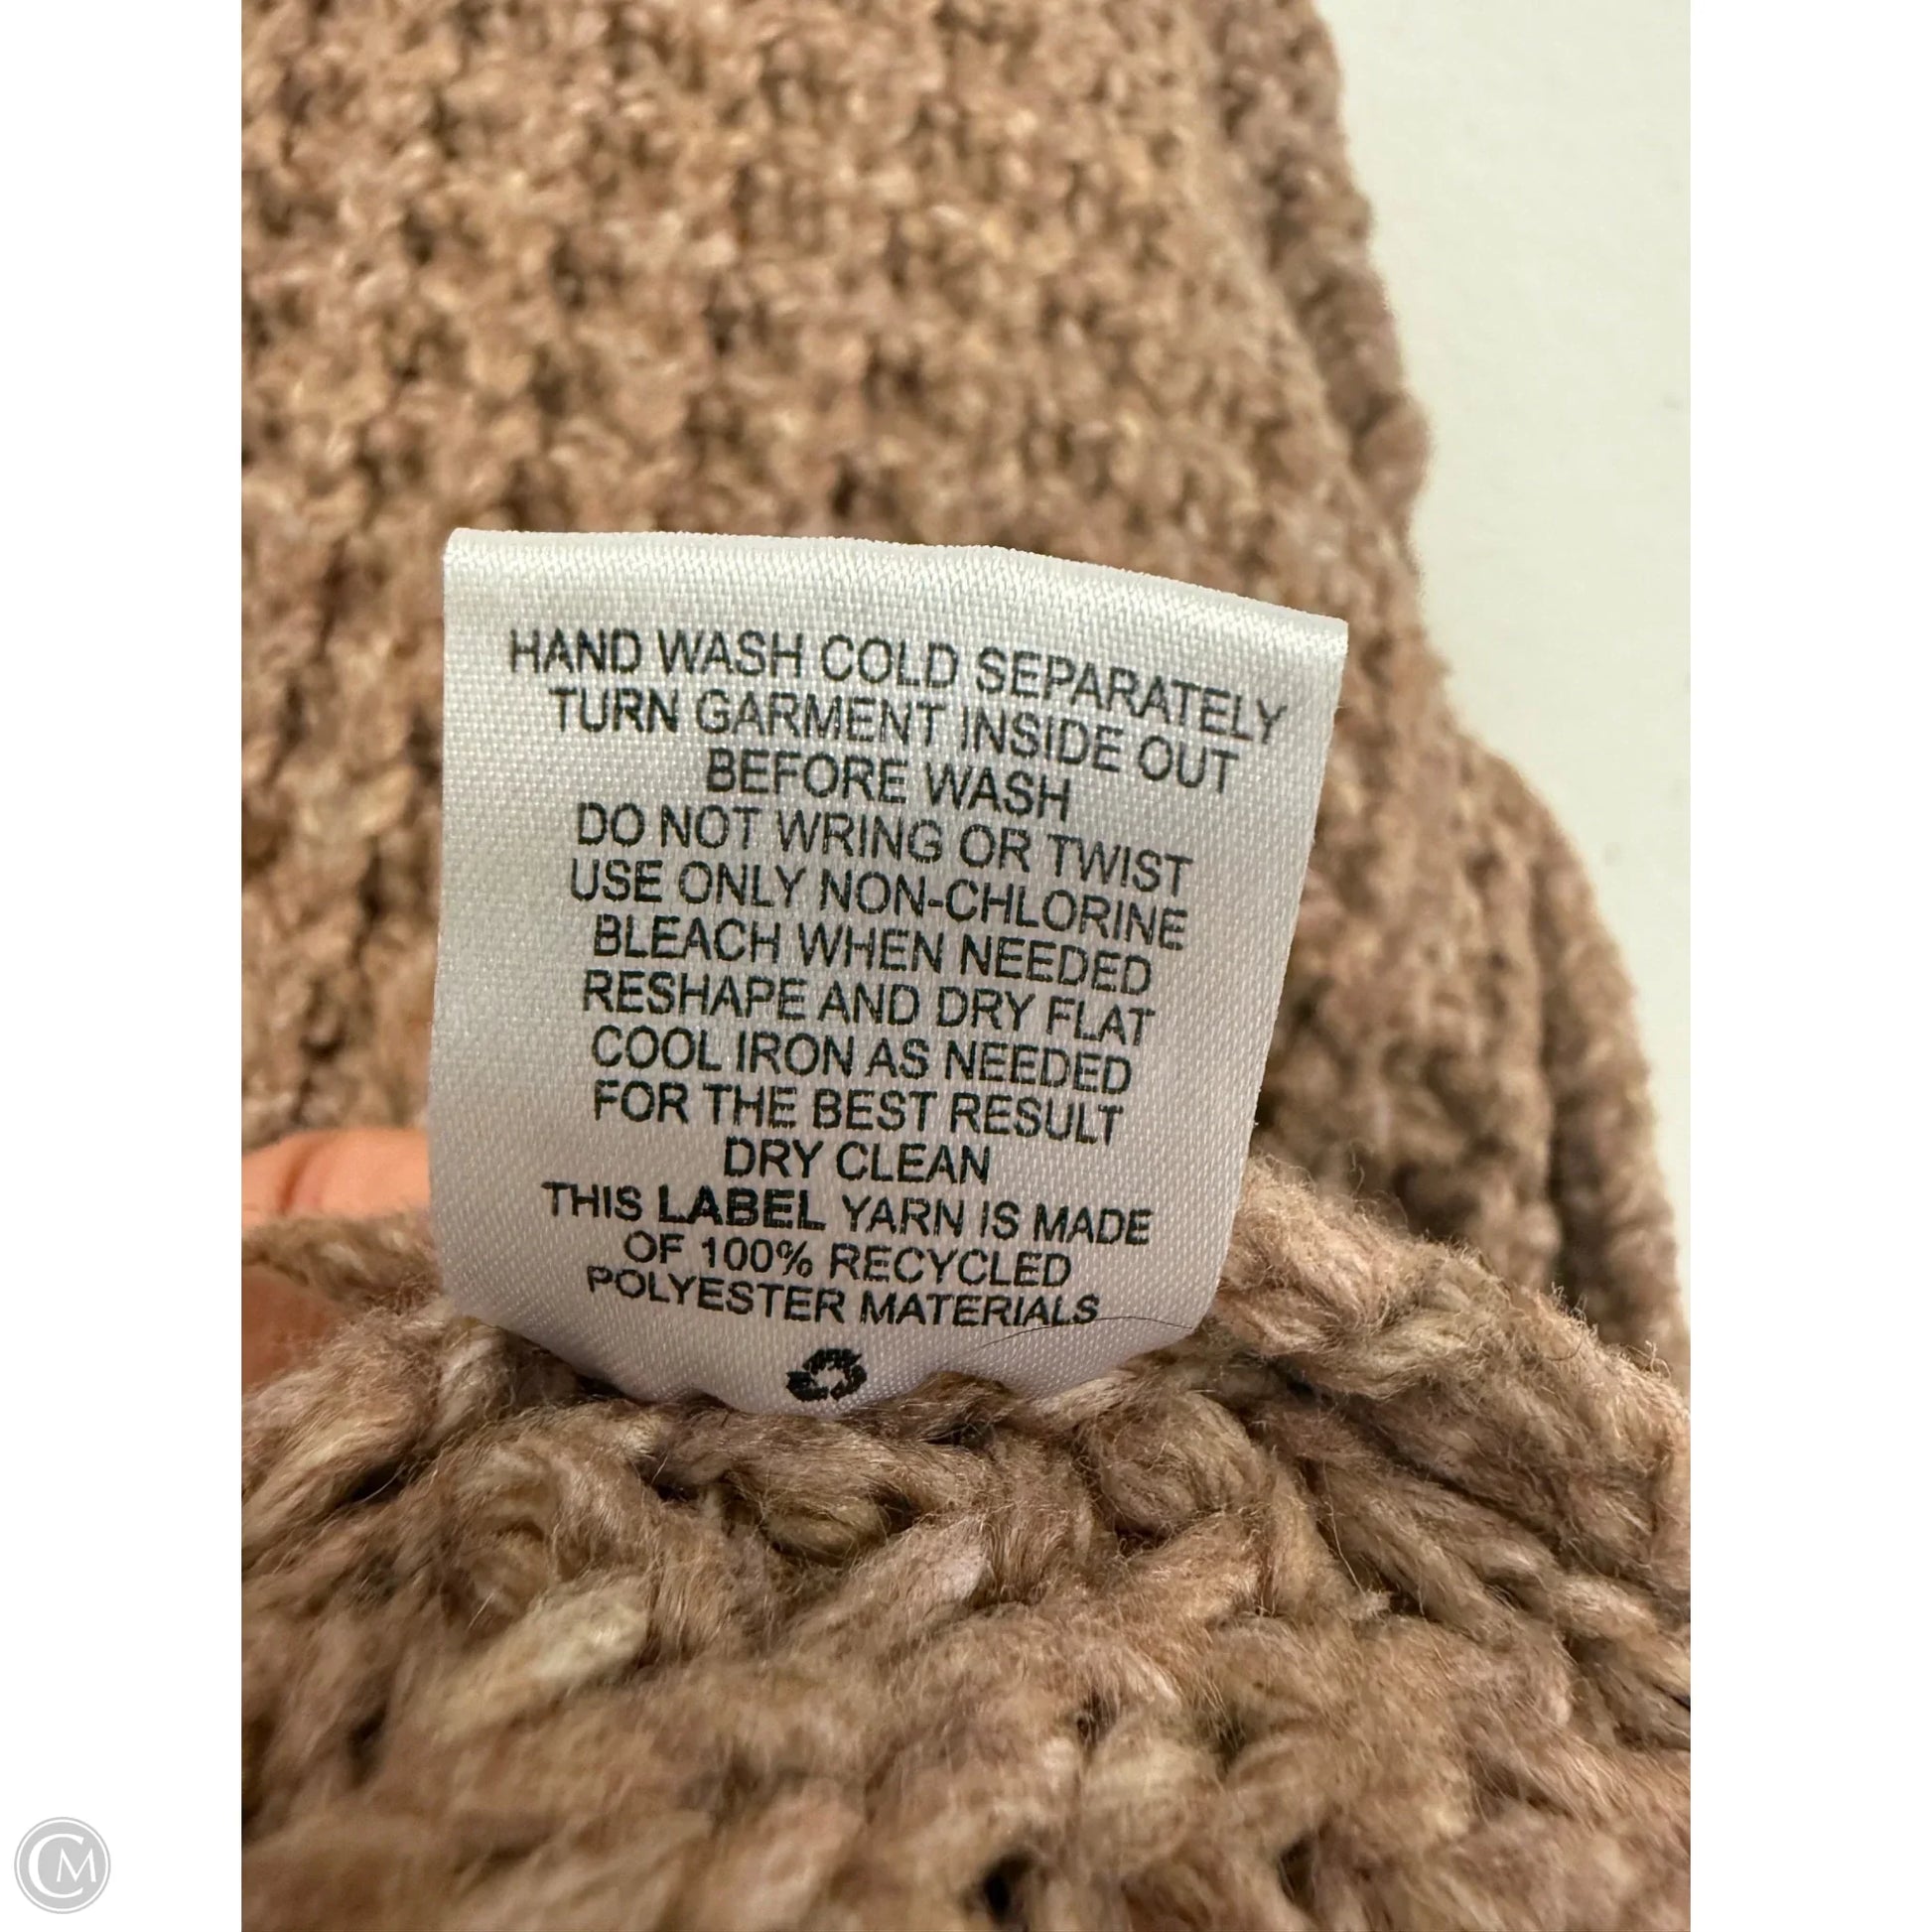 HAND WASH COLD SEPARATELY
TURN GARMENT INSIDE OUT
BEFORE WASH
DO NOT WRING OR TWIST
USE ONLY NON-CHLORINE
BLEACH WHEN NEEDED
RESHAPE AND DRY FLAT
COOL IRON AS NEEDED
FOR THE BEST RESULT
DRY CLEAN
THIS LABEL YARN IS MADE
OF 100% RECYCLED
POLYESTER MATERIALS
CM